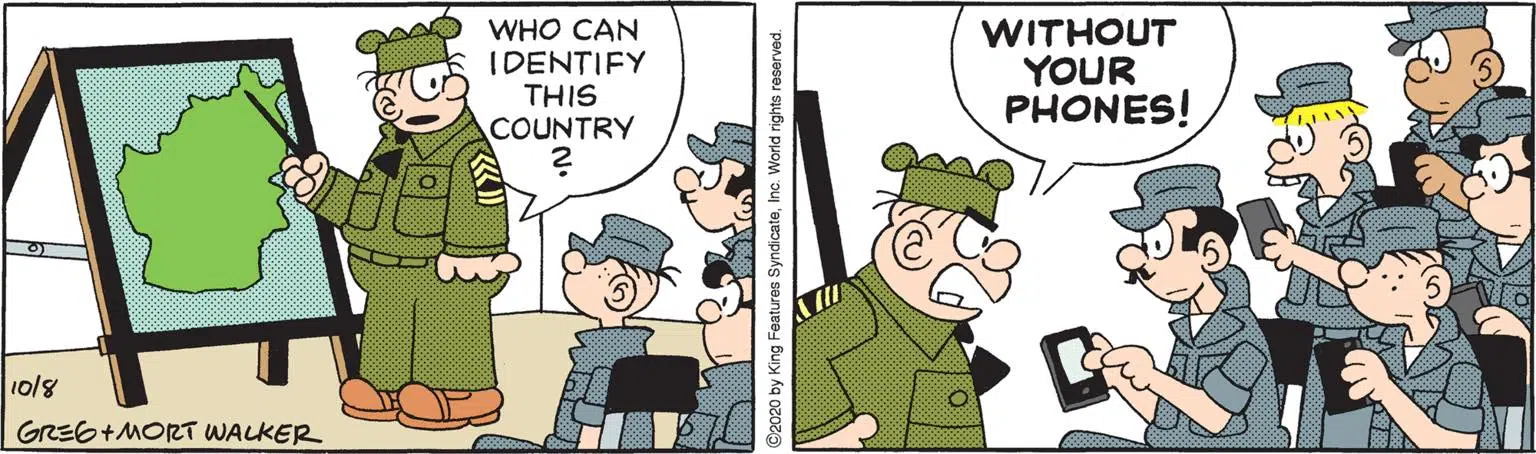 WHO CAN
IDENTIFY
THIS
COUNTRY
?
10/8
GREG+MORT WALKER
©2020 by King Features Syndicate, Inc. World rights reserved.
WITHOUT
YOUR
PHONES!